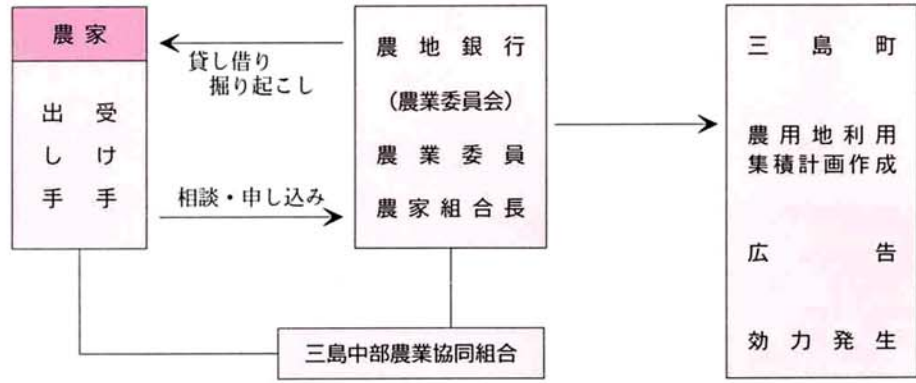 農家
受け手
出し手
貸し借り
掘り起こし
相談・申し込み
農地銀行
(農業委員会)
農業委員
農家組合長
三島町
農用地利用
集積計画作成
広告
効力発生
三島中部農業協同組合